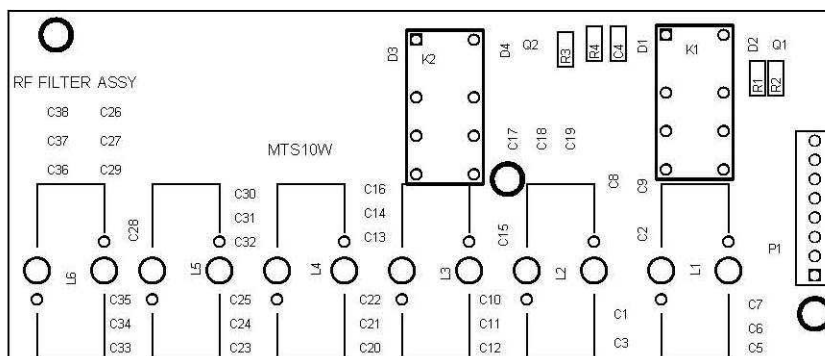 D3
K2
D4
Q2
R3
R4
C4
D1
K1
D2
Q1
R1
R2
RF FILTER ASSY
C38
C26
C37
C27
C36
C29
MTS10W
C17
C18
C19
C30
C31
C32
C28
C16
C14
C13
C15
C8
C9
C2
P1
L6
L5
L4
L3
L2
L1
C35
C34
C33
C25
C24
C23
C22
C21
C20
C10
C11
C12
C1
C3
C7
C6
C5